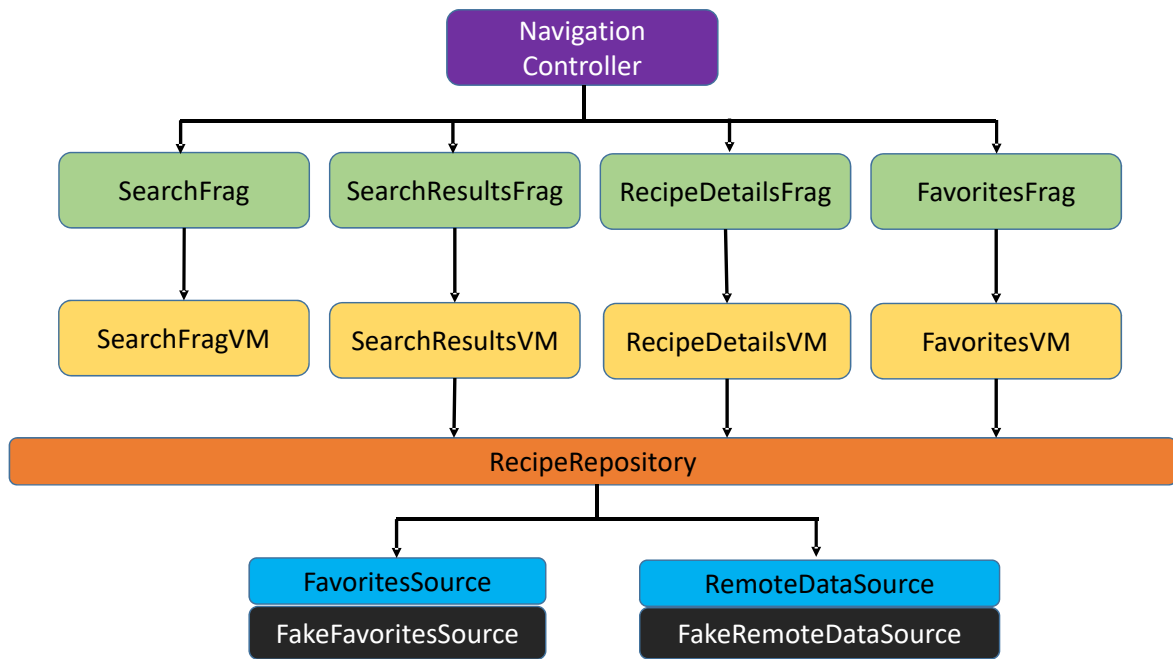 Navigation
Controller
SearchFrag
SearchResultsFrag
RecipeDetailsFrag
FavoritesFrag
SearchFragVM
SearchResultsVM
RecipeDetailsVM
FavoritesVM
RecipeRepository
FavoritesSource
RemoteDataSource
FakeFavoritesSource
FakeRemoteDataSource